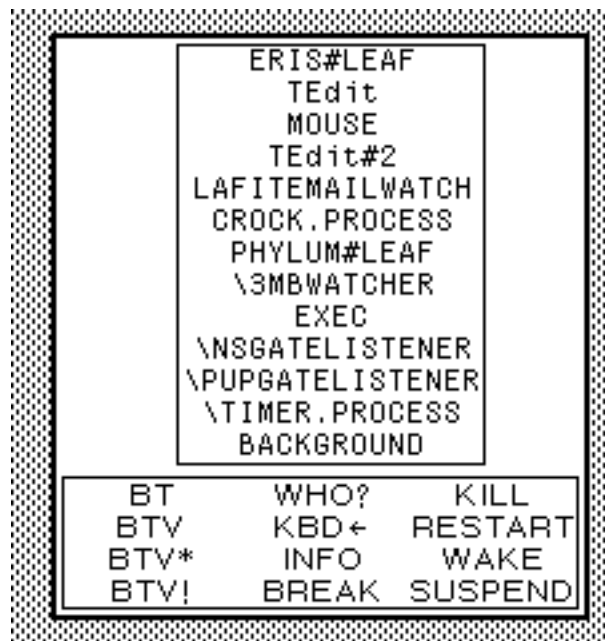 ERIS#LEAF
TEdit
MOUSE
TEdit#2
LAFITEMAILWATCH
CROCK.PROCESS
PHYLUM#LEAF
\3MBWATCHER
EXEC
\NSGATELISTENER
\PUPGATELISTENER
\TIMER.PROCESS
BACKGROUND
BT WHO? KILL
BTV KBD← RESTART
BTV* INFO WAKE
BTV! BREAK SUSPEND